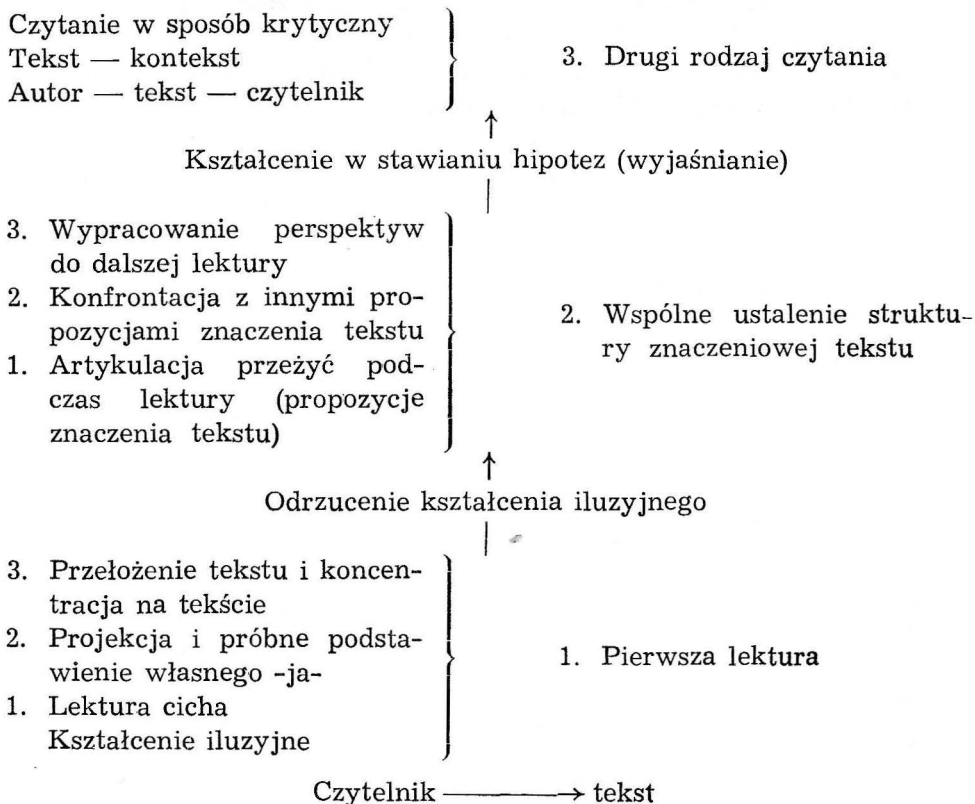 Czytanie w sposób krytyczny
Tekst — kontekst
Autor — tekst — czytelnik
3. Drugi rodzaj czytania
↑
Kształcenie w stawianiu hipotez (wyjaśnianie)
3. Wypracowanie perspektyw
do dalszej lektury
2. Konfrontacja z innymi pro-
pozycjami znaczenia tekstu
1. Artykulacja przeżyć pod-
czas lektury (propozycje
znaczenia tekstu)
2. Wspólne ustalenie struktu-
ry znaczeniowej tekstu
↑
Odrzucenie kształcenia iluzyjnego
3. Przełożenie tekstu i koncen-
tracja na tekście
2. Projekcja i próbne podsta-
wienie własnego -ja-
1. Lektura cicha
Kształcenie iluzyjne
1. Pierwsza lektura
Czytelnik ———→ tekst